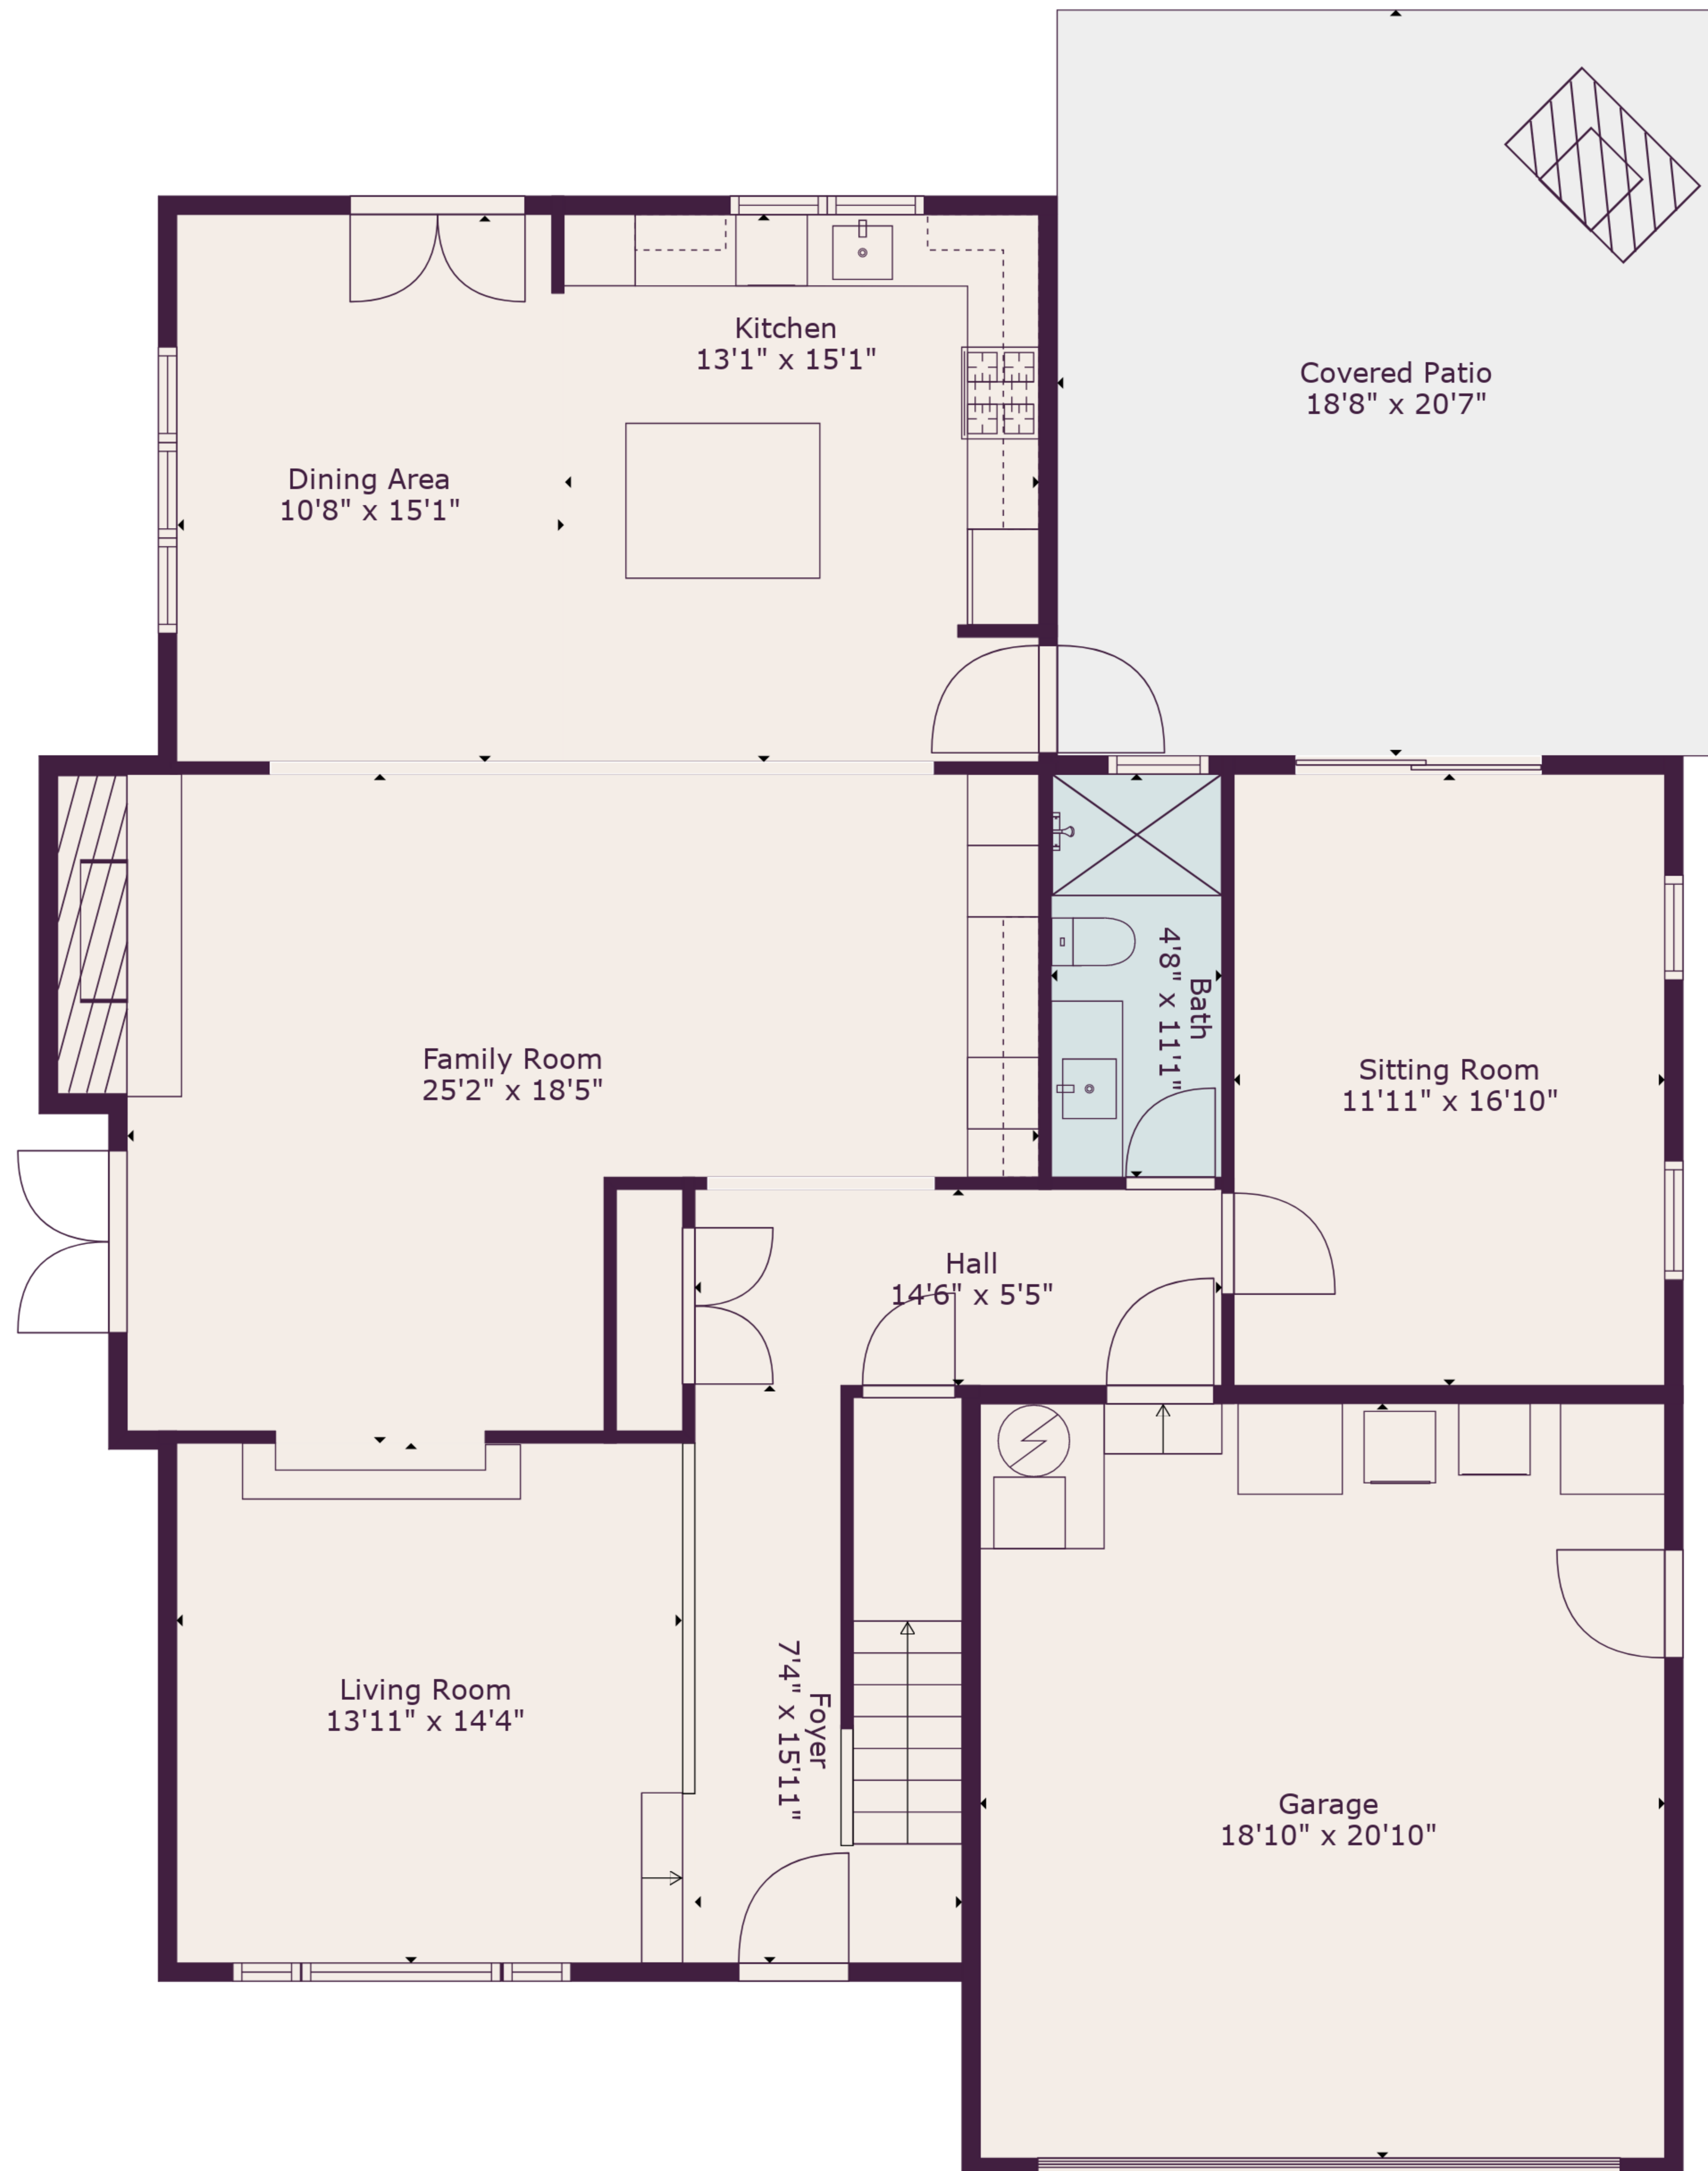 Kitchen
13'1" x 15'1"
Covered Patio
18'8" x 20'7"
Dining Area
10'8" x 15'1"
Family Room
25'2" x 18'5"
Bath
4'8" x 11'1"
Sitting Room
11'11" x 16'10"
Hall
14'6" x 5'5"
Living Room
13'11" x 14'4"
Foyer
7'4" x 15'11"
Garage
18'10" x 20'10"